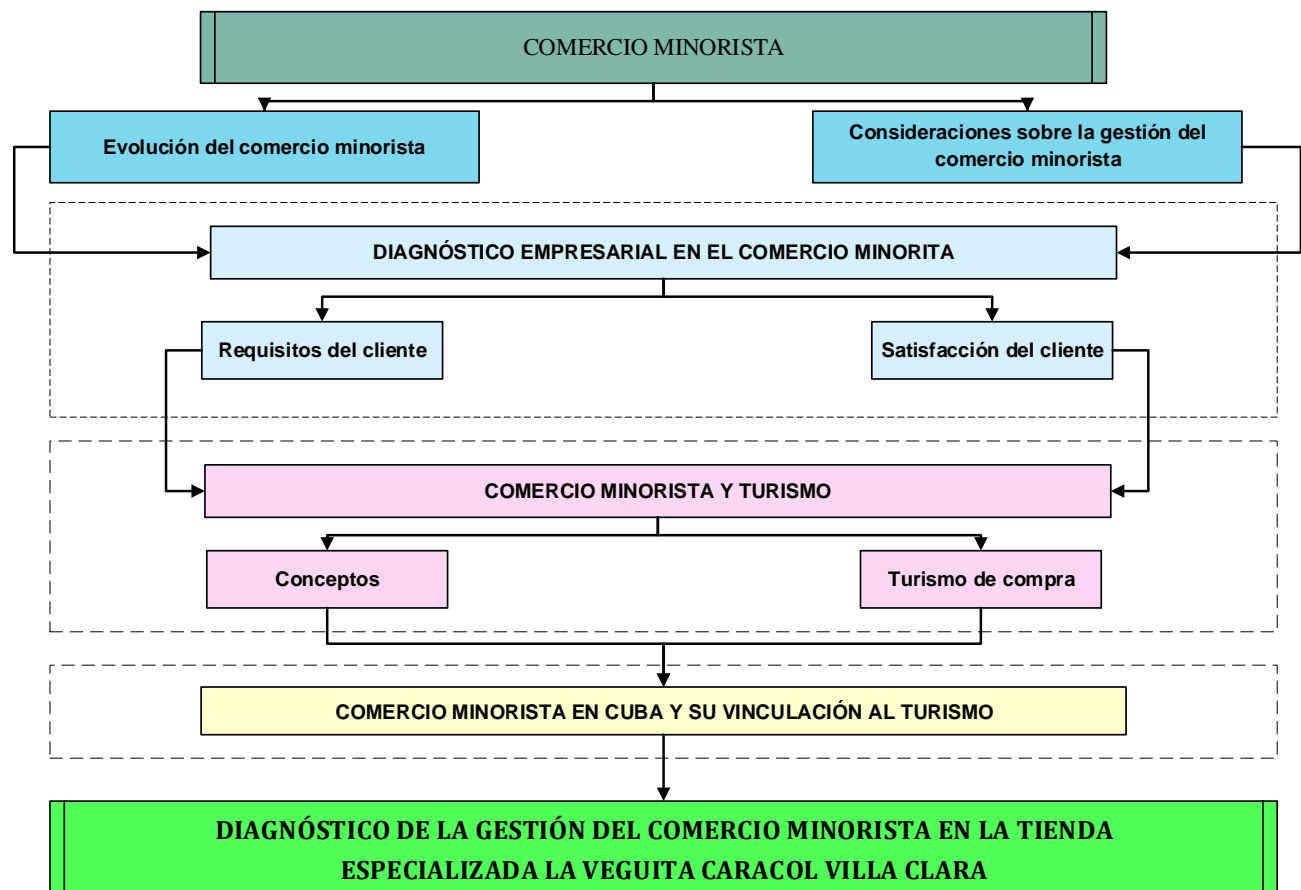 COMERCIO MINORISTA
Evolución del comercio minorista
Consideraciones sobre la gestión del
comercio minorista
DIAGNÓSTICO EMPRESARIAL EN EL COMERCIO MINORITA
Requisitos del cliente
Satisfacción del cliente
COMERCIO MINORISTA Y TURISMO
Conceptos
Turismo de compra
COMERCIO MINORISTA EN CUBA Y SU VINCULACIÓN AL TURISMO
DIAGNÓSTICO DE LA GESTIÓN DEL COMERCIO MINORISTA EN LA TIENDA
ESPECIALIZADA LA VEGUITA CARACOL VILLA CLARA